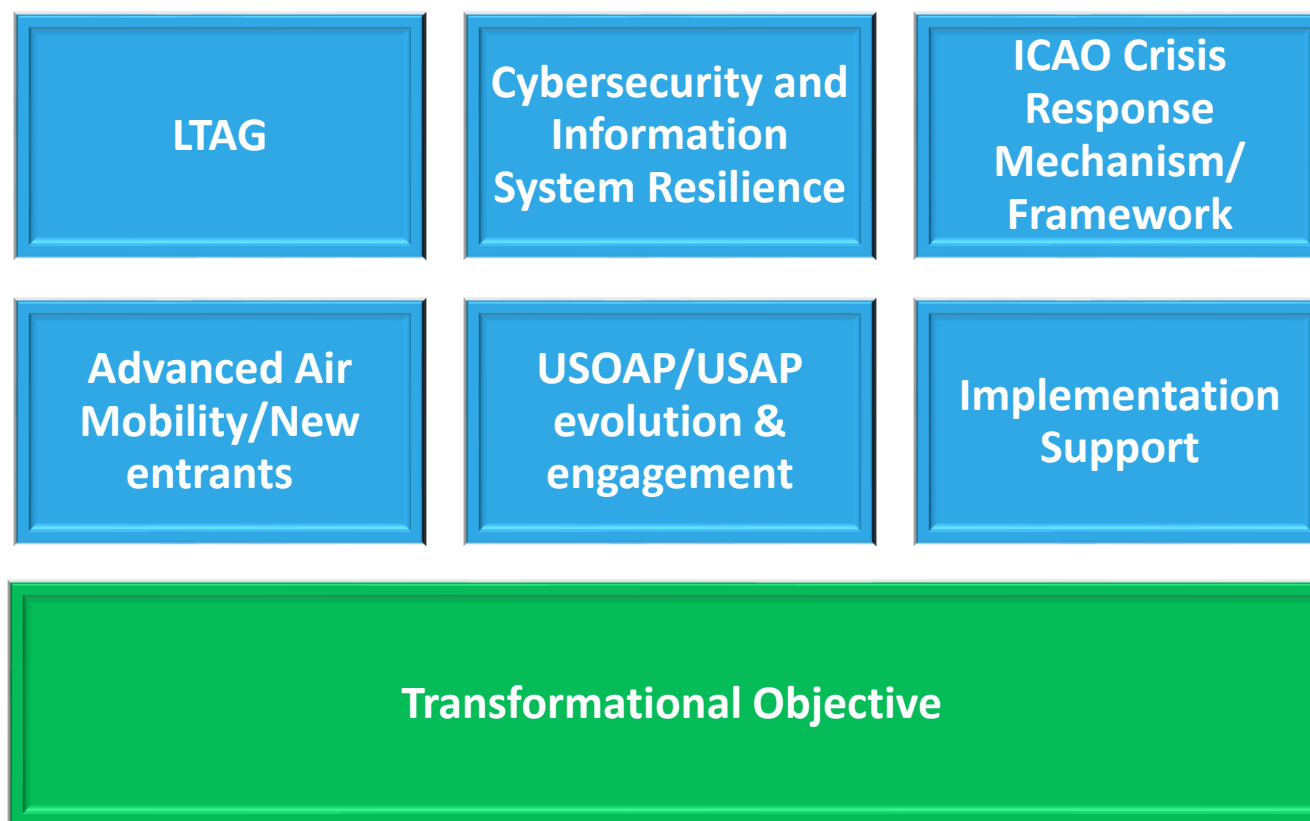 LTAG
Cybersecurity and
Information
System Resilience
ICAO Crisis
Response
Mechanism/
Framework
Advanced Air
Mobility/New
entrants
USOAP/USAP
evolution &
engagement
Implementation
Support
Transformational Objective